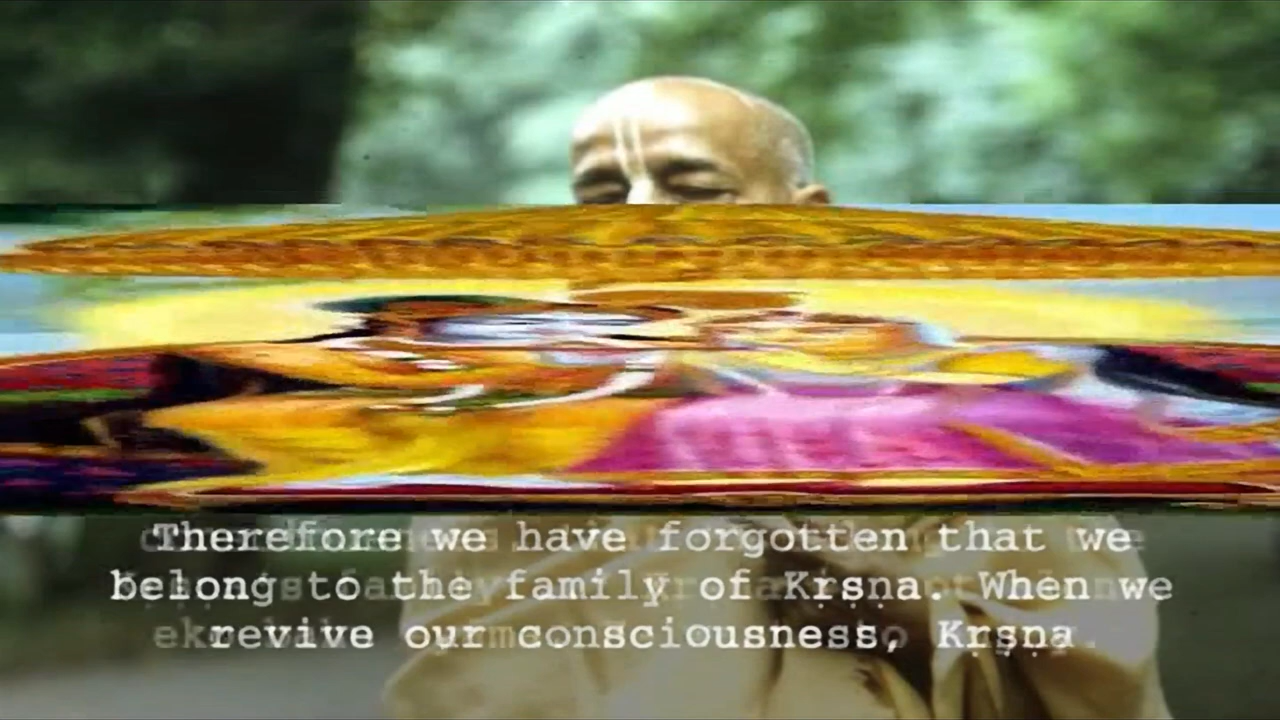 Therefore we have forgotten that we
belong to the family of Kṛṣṇa. When we
revive our consciousness, Kṛṣṇa